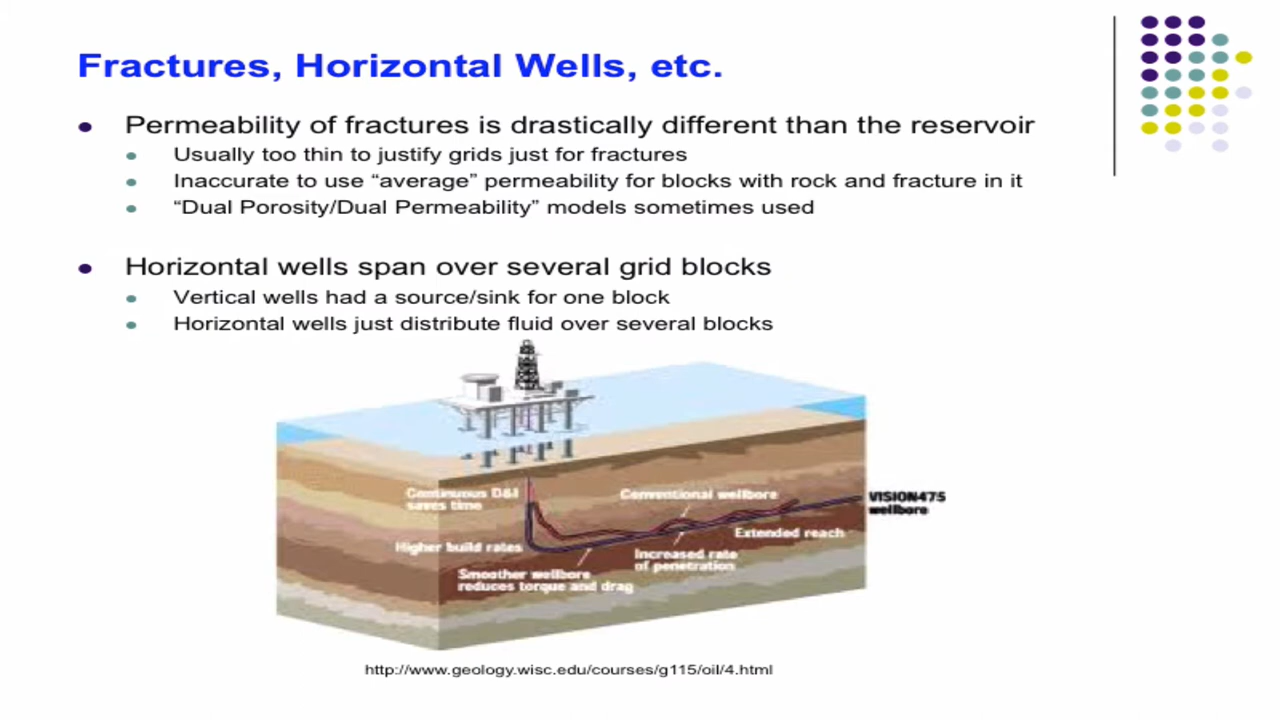 Fractures, Horizontal Wells, etc.
Permeability of fractures is drastically different than the reservoir
Usually too thin to justify grids just for fractures
Inaccurate to use “average” permeability for blocks with rock and fracture in it
“Dual Porosity/Dual Permeability” models sometimes used
Horizontal wells span over several grid blocks
Vertical wells had a source/sink for one block
Horizontal wells just distribute fluid over several blocks
Continuous D&I
saves time
Conventional wellbore
VISION475
wellbore
Extended reach
Higher build rates
Increased rate
of penetration
Smoother wellbore
reduces torque and drag
http://www.geology.wisc.edu/courses/g115/oil/4.html